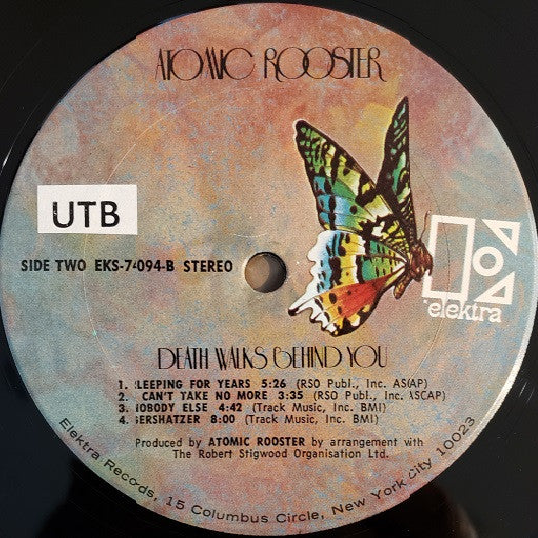 ATOMIC ROOSTER
UTB
SIDE TWO EKS-74094-B STEREO
elektra
DEATH WALKS BEHIND YOU
1. SLEEPING FOR YEARS 5:26 (RSO Publ., Inc. ASCAP)
2. CAN'T TAKE NO MORE 3:35 (RSO Publ., Inc. ASCAP)
3. NOBODY ELSE 4:42 (Track Music, Inc. BMI)
4. GERSHATZER 8:00 (Track Music, Inc. BMI)
Produced by ATOMIC ROOSTER by arrangement with
The Robert Stigwood Organisation Ltd.
Elektra Records, 15 Columbus Circle, New York City 10023